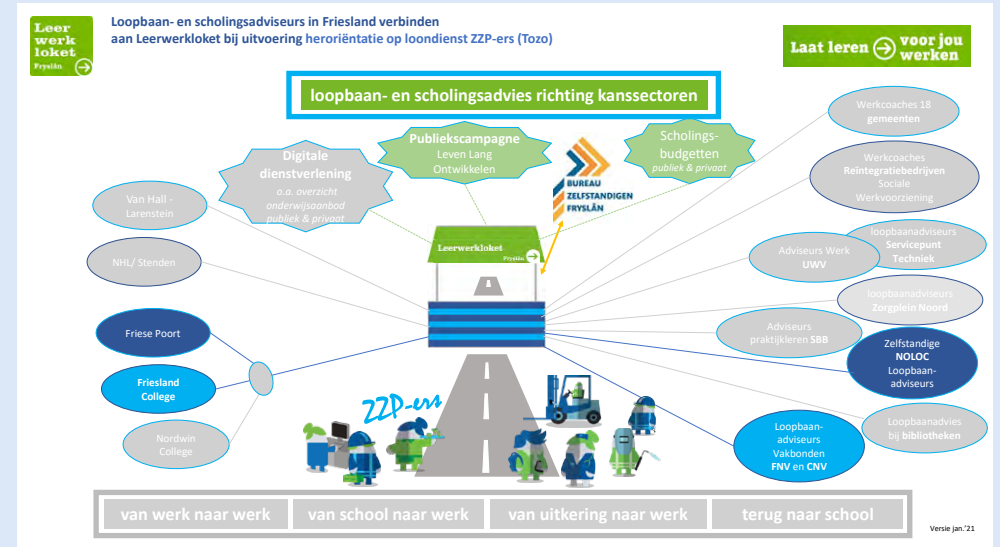 Leer
werk
loket
Fryslân
Loopbaan- en scholingsadviseurs in Friesland verbinden
aan Leerwerkloket bij uitvoering heroriëntatie op loondienst ZZP-ers (Tozo)
Laat leren voor jou
werken
loopbaan- en scholingsadvies richting kanssectoren
Digitale
dienstverlening
o.a. overzicht
onderwijsaanbod
publiek & privaat
Publiekscampagne
Leven Lang
Ontwikkelen
BUREAU
ZELFSTANDIGEN
FRYSLÂN
Scholings-
budgetten
publiek & privaat
Van Hall -
Larenstein
NHL/ Stenden
Friese Poort
Friesland
College
Nordwin
College
Leerwerkloket
Fryslân
ZZP-ers
Werkcoaches 18
gemeenten
Werkcoaches
Reïntegratiebedrijven
Sociale
Werkvoorziening
loopbaanadviseurs
Servicepunt
Techniek
Adviseurs Werk
UWV
loopbaanadviseurs
Zorgplein Noord
Adviseurs
praktijkleren SBB
Zelfstandige
NOLOC
Loopbaan-
adviseurs
Loopbaanadvies
bij bibliotheken
Loopbaan-
adviseurs
Vakbonden
FNV en CNV
van werk naar werk
van school naar werk
van uitkering naar werk
terug naar school
Versie jan.'21